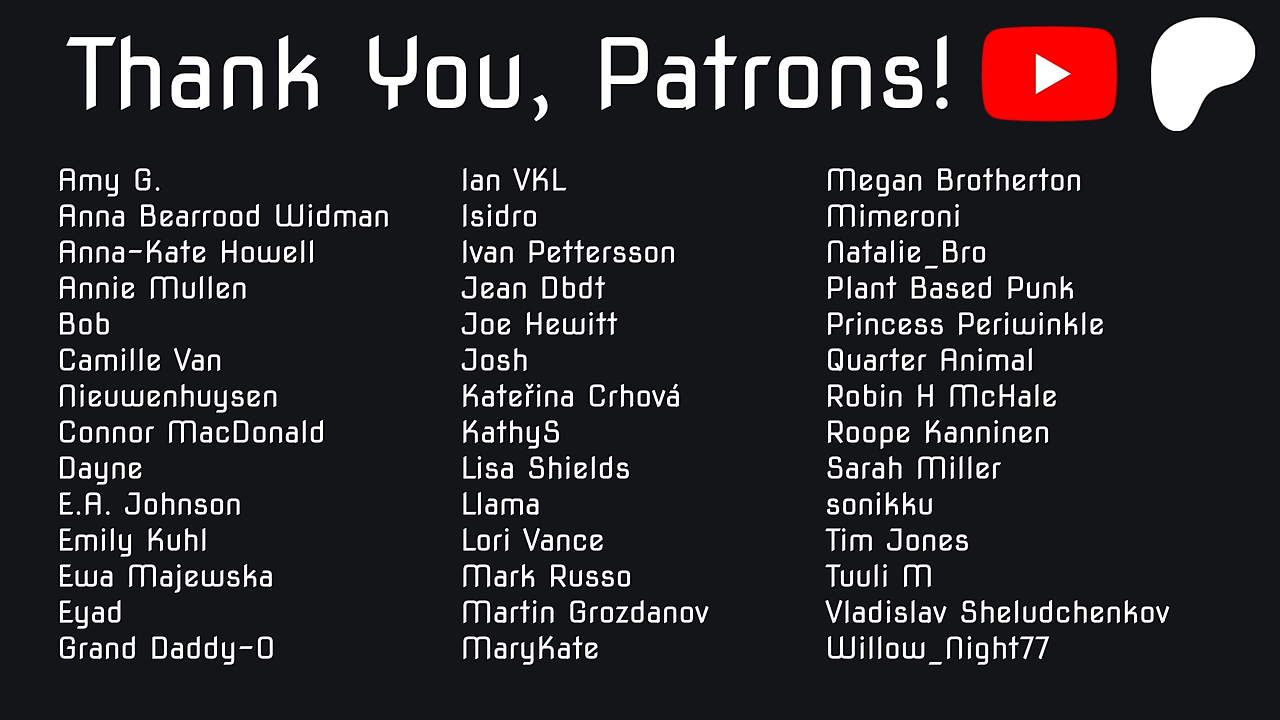 Thank You, Patrons!
Amy G.
Anna Bearrood Widman
Anna-Kate Howell
Annie Mullen
Bob
Camille Van
Nieuwenhuysen
Connor MacDonald
Dayne
E.A. Johnson
Emily Kuhl
Ewa Majewska
Eyad
Grand Daddy-O
Ian VKL
Isidro
Ivan Pettersson
Jean Dbdt
Joe Hewitt
Josh
Kateřina Crhová
KathyS
Lisa Shields
Llama
Lori Vance
Mark Russo
Martin Grozdanov
MaryKate
Megan Brotherton
Mimeroni
Natalie_Bro
Plant Based Punk
Princess Periwinkle
Quarter Animal
Robin H McHale
Roope Kanninen
Sarah Miller
sonikku
Tim Jones
Tuuli M
Vladislav Sheludchenkov
Willow_Night77